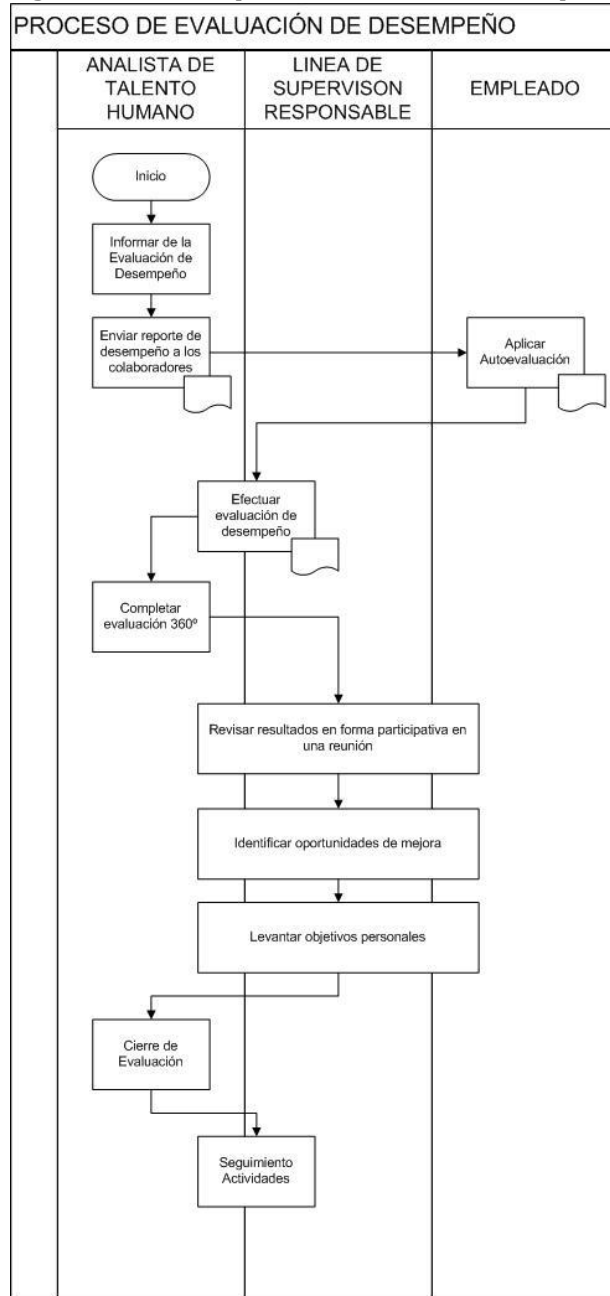 PROCESO DE EVALUACIÓN DE DESEMPEÑO
ANALISTA DE
TALENTO
HUMANO
LINEA DE
SUPERVISON
RESPONSABLE
EMPLEADO
Inicio
Informar de la
Evaluación de
Desempeño
Enviar reporte de
desempeño a los
colaboradores
Aplicar
Autoevaluación
Efectuar
evaluación de
desempeño
Completar
evaluación 360º
Revisar resultados en forma participativa en
una reunión
Identificar oportunidades de mejora
Levantar objetivos personales
Cierre de
Evaluación
Seguimiento
Actividades